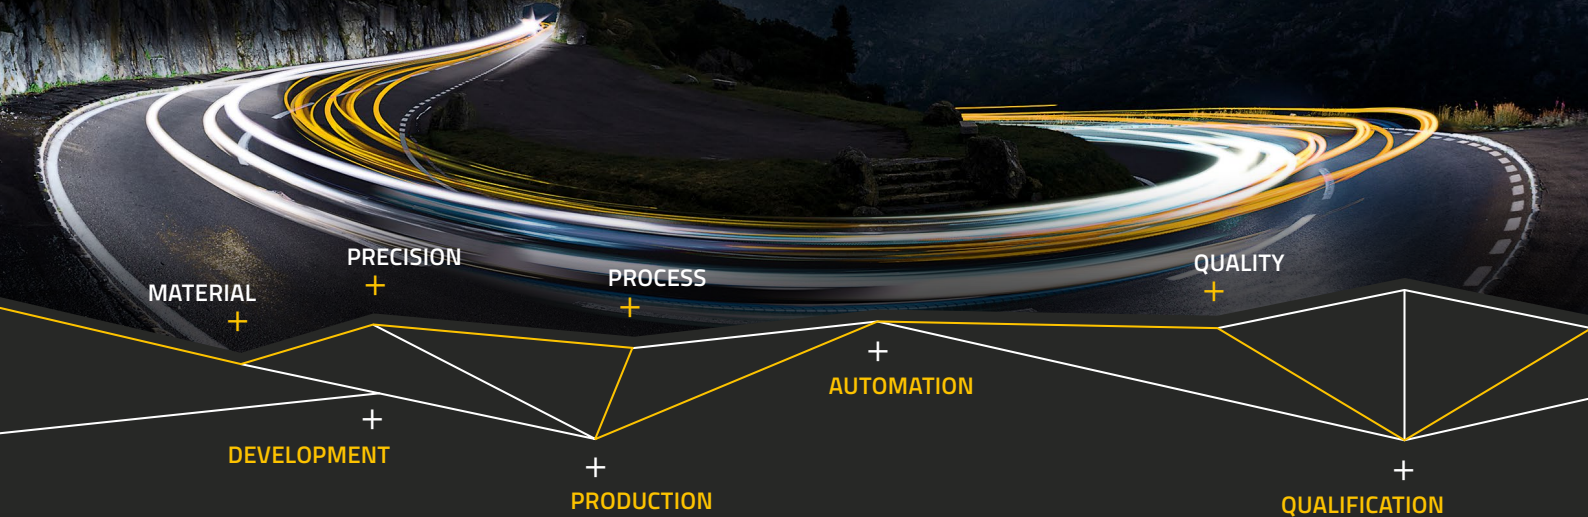 PRECISION
MATERIAL
PROCESS
QUALITY
AUTOMATION
DEVELOPMENT
PRODUCTION
QUALIFICATION